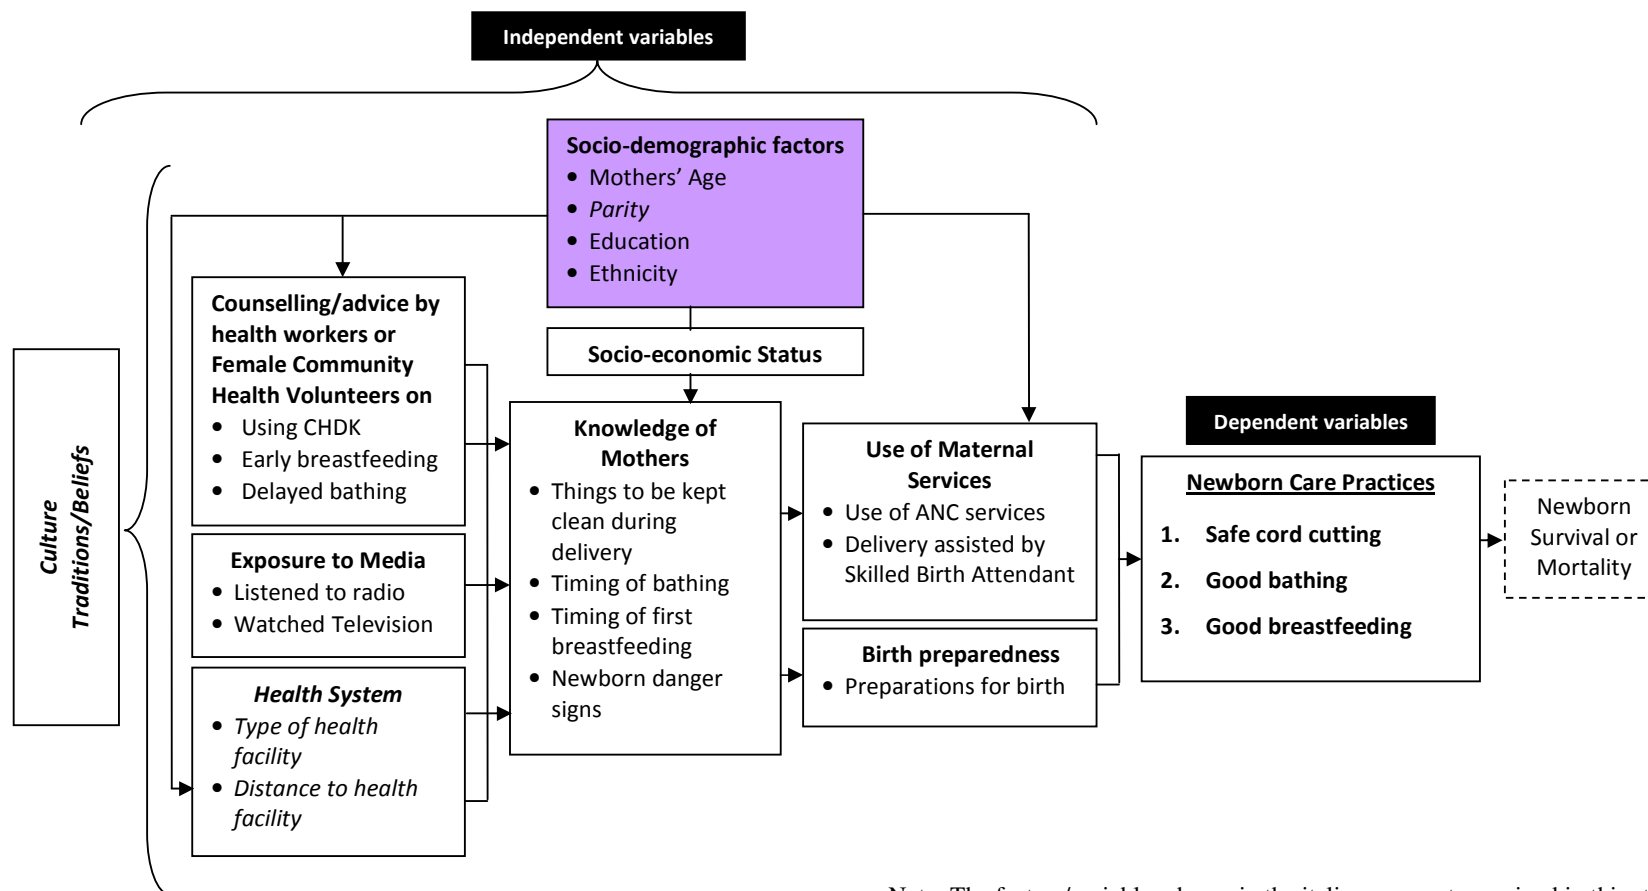 Independent variables
Socio-demographic factors
• Mothers’ Age
• Parity
• Education
• Ethnicity
Counselling/advice by
health workers or
Female Community
Health Volunteers on
• Using CHDK
• Early breastfeeding
• Delayed bathing
Socio-economic Status
Culture
Traditions/Beliefs
Exposure to Media
• Listened to radio
• Watched Television
Health System
• Type of health
facility
• Distance to health
facility
Knowledge of
Mothers
• Things to be kept
clean during
delivery
• Timing of bathing
• Timing of first
breastfeeding
• Newborn danger
signs
Use of Maternal
Services
• Use of ANC services
• Delivery assisted by
Skilled Birth Attendant
Birth preparedness
• Preparations for birth
Dependent variables
Newborn Care Practices
1. Safe cord cutting
2. Good bathing
3. Good breastfeeding
Newborn
Survival or
Mortality